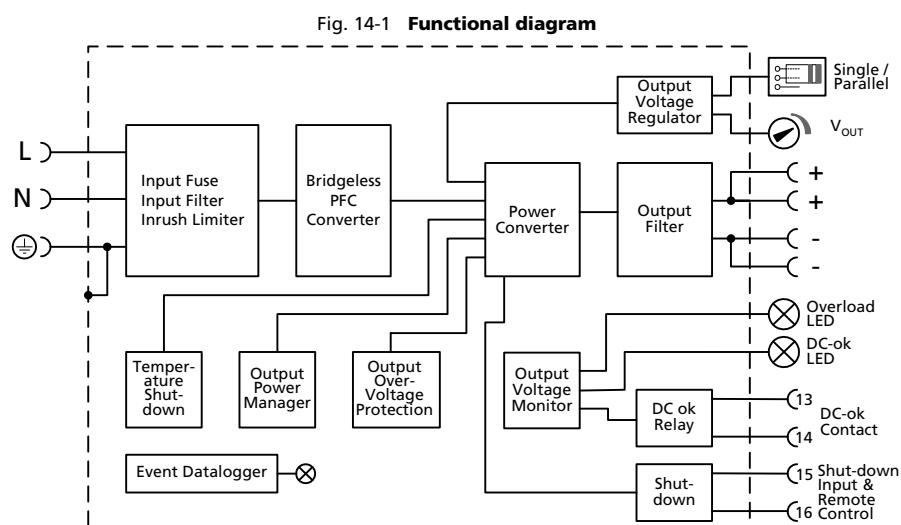 Fig. 14-1 Functional diagram
Single /
Parallel
Output
Voltage
Regulator
VOUT
L
N
Input Fuse
Input Filter
Inrush Limiter
Bridgeless
PFC
Converter
Power
Converter
Output
Filter
+
+
-
-
Temper-
ature
Shut-
down
Output
Power
Manager
Output
Over-
Voltage
Protection
Output
Voltage
Monitor
Overload
LED
DC-ok
LED
DC ok
Relay
13
14
DC-ok
Contact
Event Datalogger
Shut-
down
15
16
Shut-down
Input &
Remote
Control